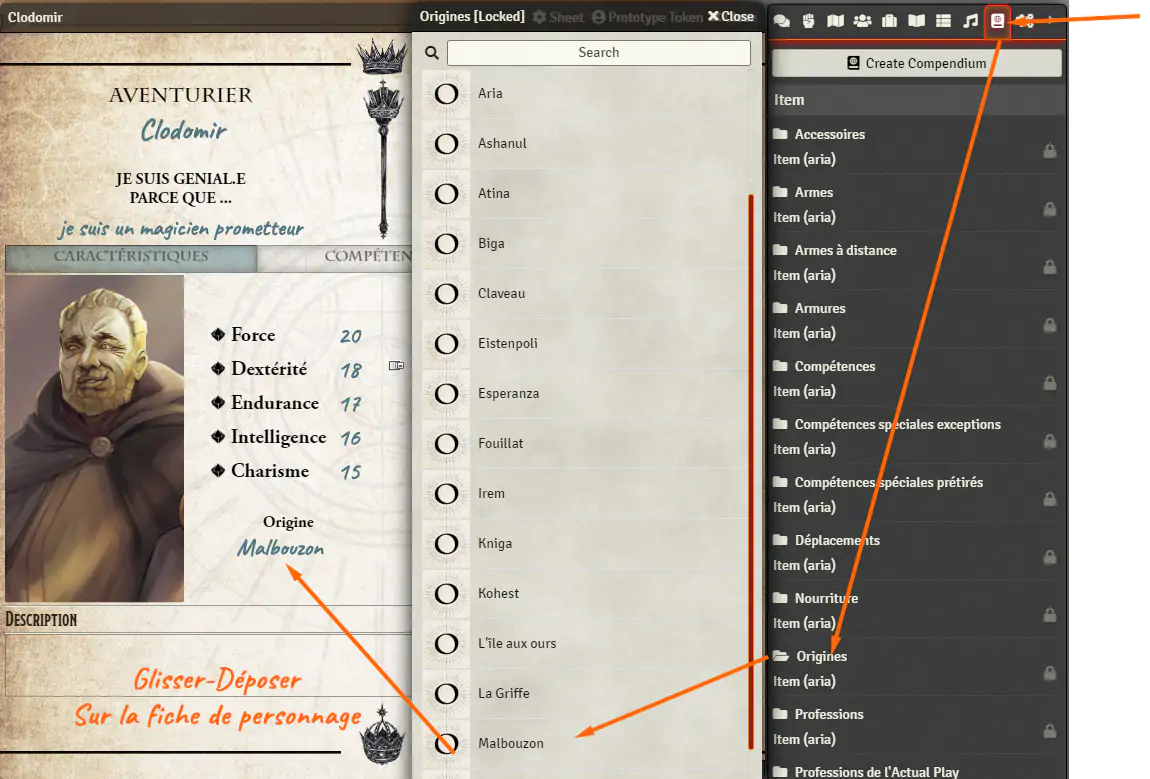 Clodomir
AVENTURIER
Clodomir
JE SUIS GENIAL.E
PARCE QUE ...
je suis un magicien prometteur
CARACTÉRISTIQUES
COMPÉTEN
Force 20
Dextérité 18
Endurance 17
Intelligence 16
Charisme 15
Origine
Malbouzon
DESCRIPTION
Glisser-Déposer
Sur la fiche de personnage
Origines [Locked] Sheet Prototype Token Close
Search
Aria
Ashanul
Atina
Biga
Claveau
Eistenpoli
Esperanza
Fouillat
Irem
Kniga
Kohest
L'île aux ours
La Griffe
Malbouzon
Create Compendium
Item
Accessoires
Item (aria)
Armes
Item (aria)
Armes à distance
Item (aria)
Armures
Item (aria)
Compétences
Item (aria)
Compétences spéciales exceptions
Item (aria)
Compétences spéciales prétirés
Item (aria)
Déplacements
Item (aria)
Nourriture
Item (aria)
Origines
Item (aria)
Professions
Item (aria)
Professions de l'Actual Play